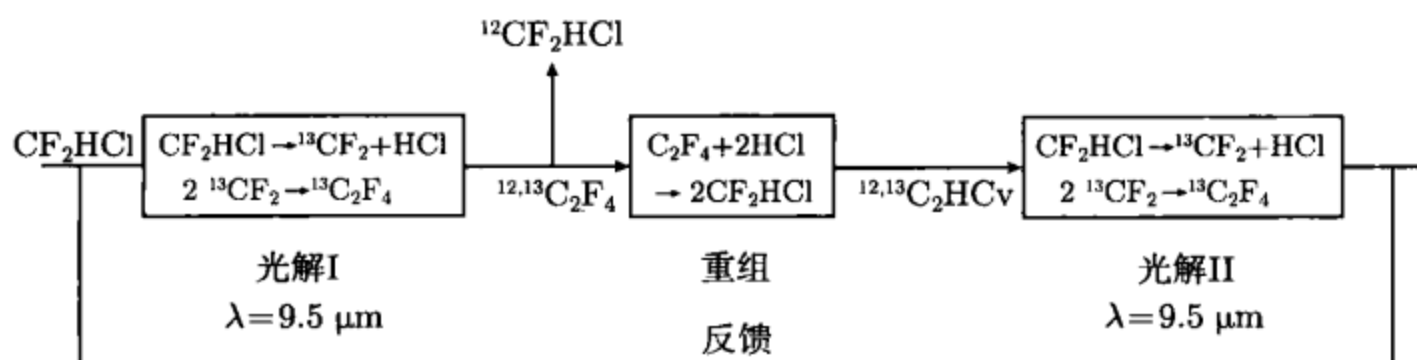 ¹²CF₂HCl
CF₂HCl
CF₂HCl→¹³CF₂+HCl
2 ¹³CF₂→¹³C₂F₄
¹²,¹³C₂F₄
C₂F₄+2HCl
→ 2CF₂HCl
¹²,¹³C₂HCv
CF₂HCl→¹³CF₂+HCl
2 ¹³CF₂→¹³C₂F₄
光解I
λ=9.5 μm
重组
反馈
光解II
λ=9.5 μm